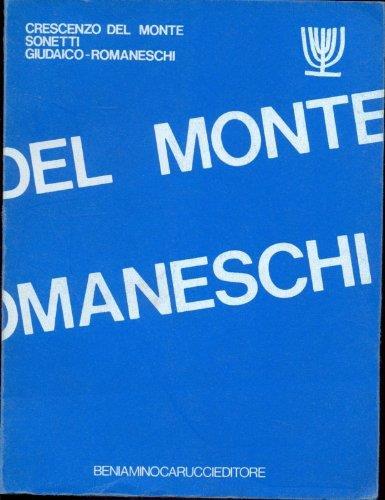 CRESCENZO DEL MONTE
SONETTI
GIUDAICO-ROMANESCHI
DEL MONTE
OMANESCHI
BENIAMINOCARUCCIEDITORE